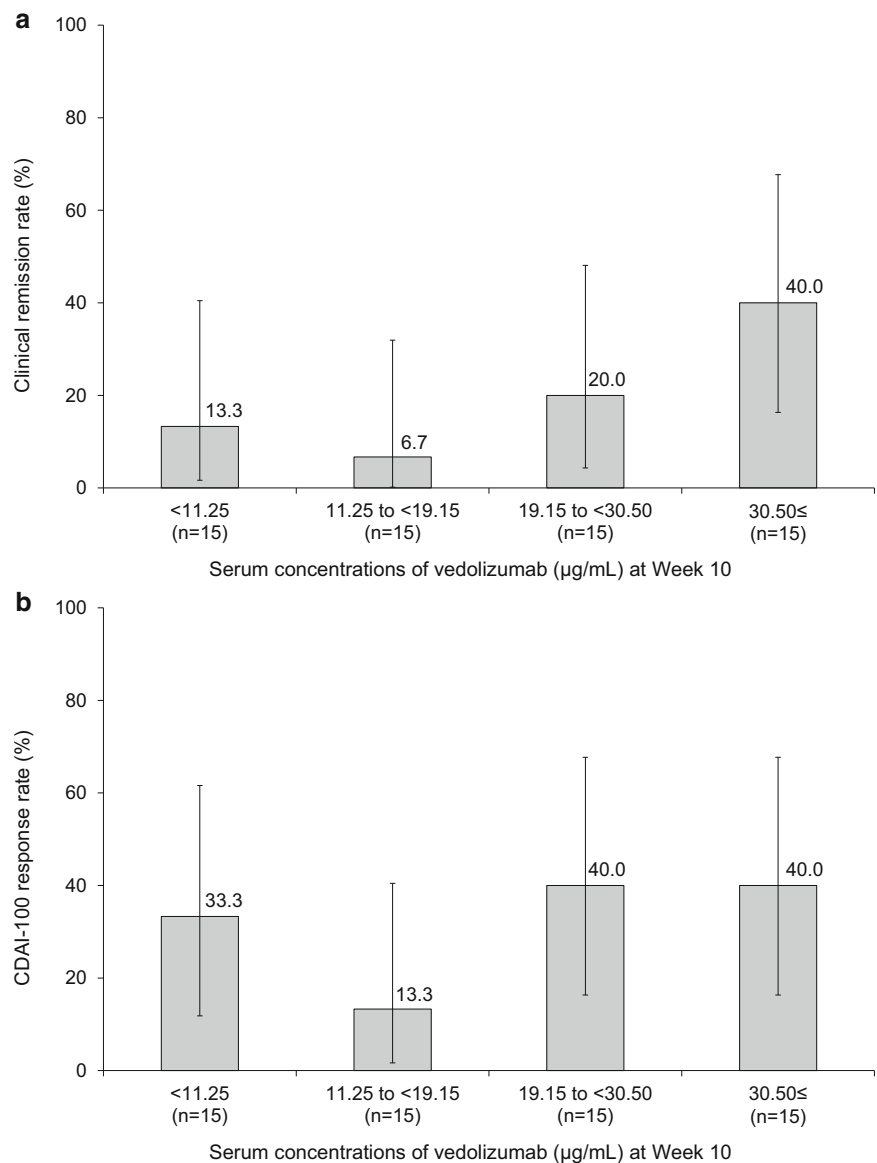 a
100
80
60
40
20
0
Clinical remission rate (%)
13.3
6.7
20.0
40.0
<11.25 11.25 to <19.15 19.15 to <30.50 30.50≤
(n=15) (n=15) (n=15) (n=15)
Serum concentrations of vedolizumab (µg/mL) at Week 10
b
100
80
60
40
20
0
CDAI-100 response rate (%)
33.3
13.3
40.0
40.0
<11.25 11.25 to <19.15 19.15 to <30.50 30.50≤
(n=15) (n=15) (n=15) (n=15)
Serum concentrations of vedolizumab (µg/mL) at Week 10